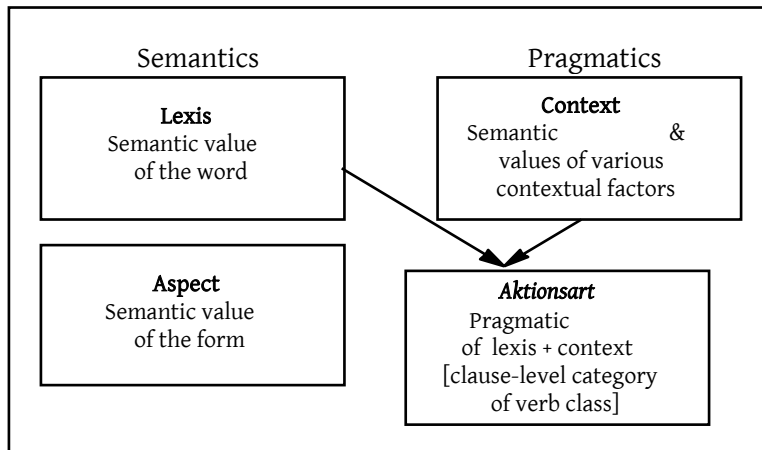 Semantics
Pragmatics
Lexis
Semantic value
of the word
Context
Semantic &
values of various
contextual factors
Aspect
Semantic value
of the form
Aktionsart
Pragmatic
of lexis + context
[clause-level category
of verb class]